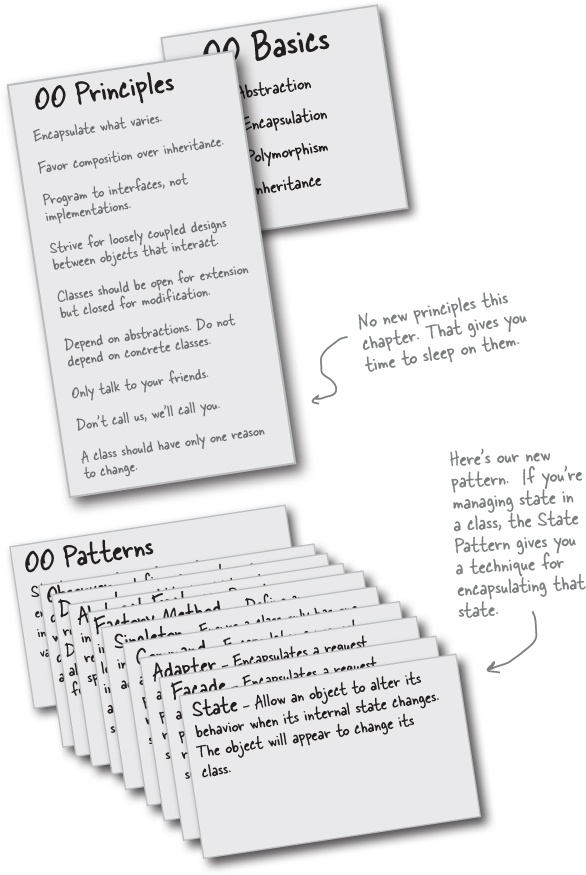 OO Basics
Abstraction
Encapsulation
Polymorphism
Inheritance
OO Principles
Encapsulate what varies.
Favor composition over inheritance.
Program to interfaces, not
implementations.
Strive for loosely coupled designs
between objects that interact.
Classes should be open for extension
but closed for modification.
Depend on abstractions. Do not
depend on concrete classes.
Only talk to your friends.
Don't call us, we'll call you.
A class should have only one reason
to change.
No new principles this
chapter. That gives you
time to sleep on them.
Here's our new
pattern. If you're
managing state in
a class, the State
Pattern gives you
a technique for
encapsulating that
state.
OO Patterns
Factory Method - Define
Singleton - Ensure a class only has one
Adapter - Encapsulates a request
Facade - Encapsulates a request
State - Allow an object to alter its
behavior when its internal state changes.
The object will appear to change its
class.